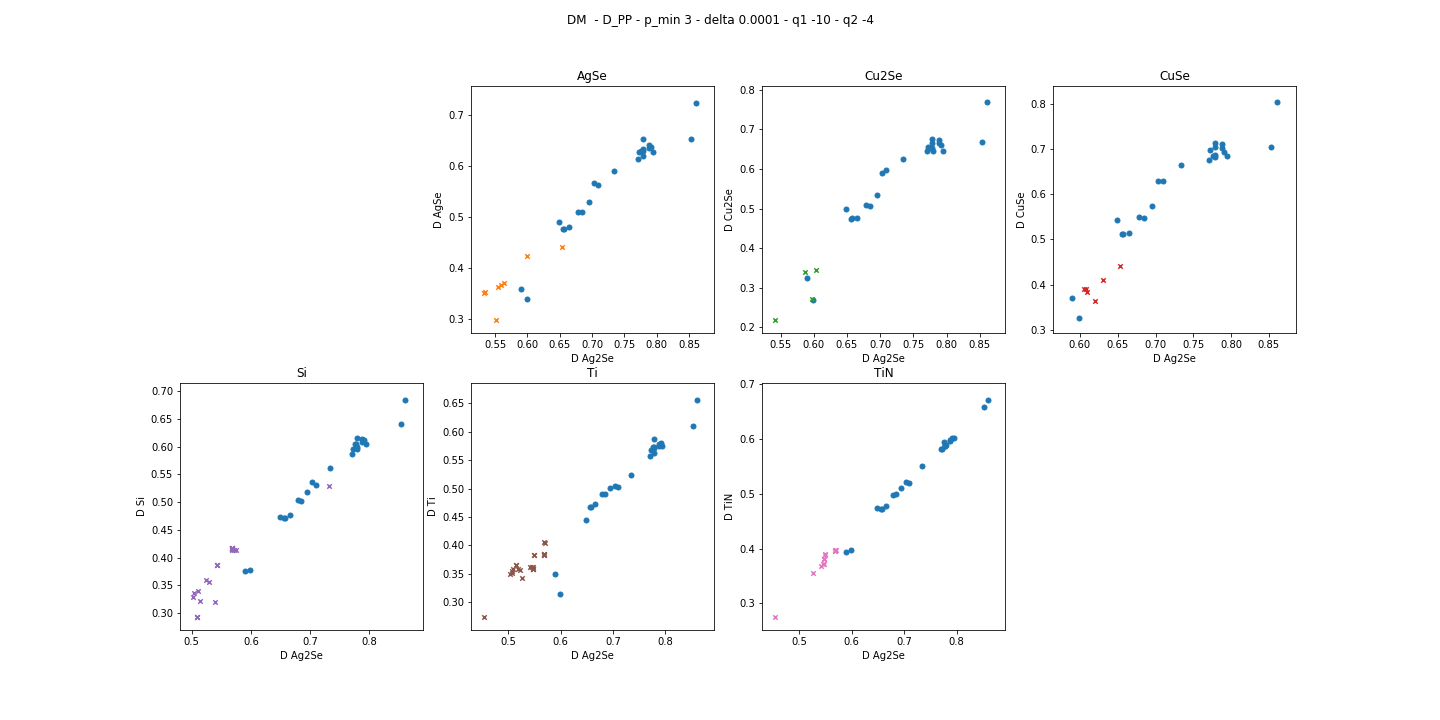 DM  - D_PP - p_min 3 - delta 0.0001 - q1 -10 - q2 -4
AgSe
Cu2Se
CuSe
0.7
0.6
0.5
0.4
0.3
D AgSe
0.55 0.60 0.65 0.70 0.75 0.80 0.85
D Ag2Se
0.8
0.7
0.6
0.5
0.4
0.3
0.2
D Cu2Se
0.55 0.60 0.65 0.70 0.75 0.80 0.85
D Ag2Se
0.8
0.7
0.6
0.5
0.4
0.3
D CuSe
0.60 0.65 0.70 0.75 0.80 0.85
D Ag2Se
Si
Ti
TiN
0.70
0.65
0.60
0.55
0.50
0.45
0.40
0.35
0.30
D Si
0.5 0.6 0.7 0.8
D Ag2Se
0.65
0.60
0.55
0.50
0.45
0.40
0.35
0.30
D Ti
0.5 0.6 0.7 0.8
D Ag2Se
0.7
0.6
0.5
0.4
0.3
D TiN
0.5 0.6 0.7 0.8
D Ag2Se